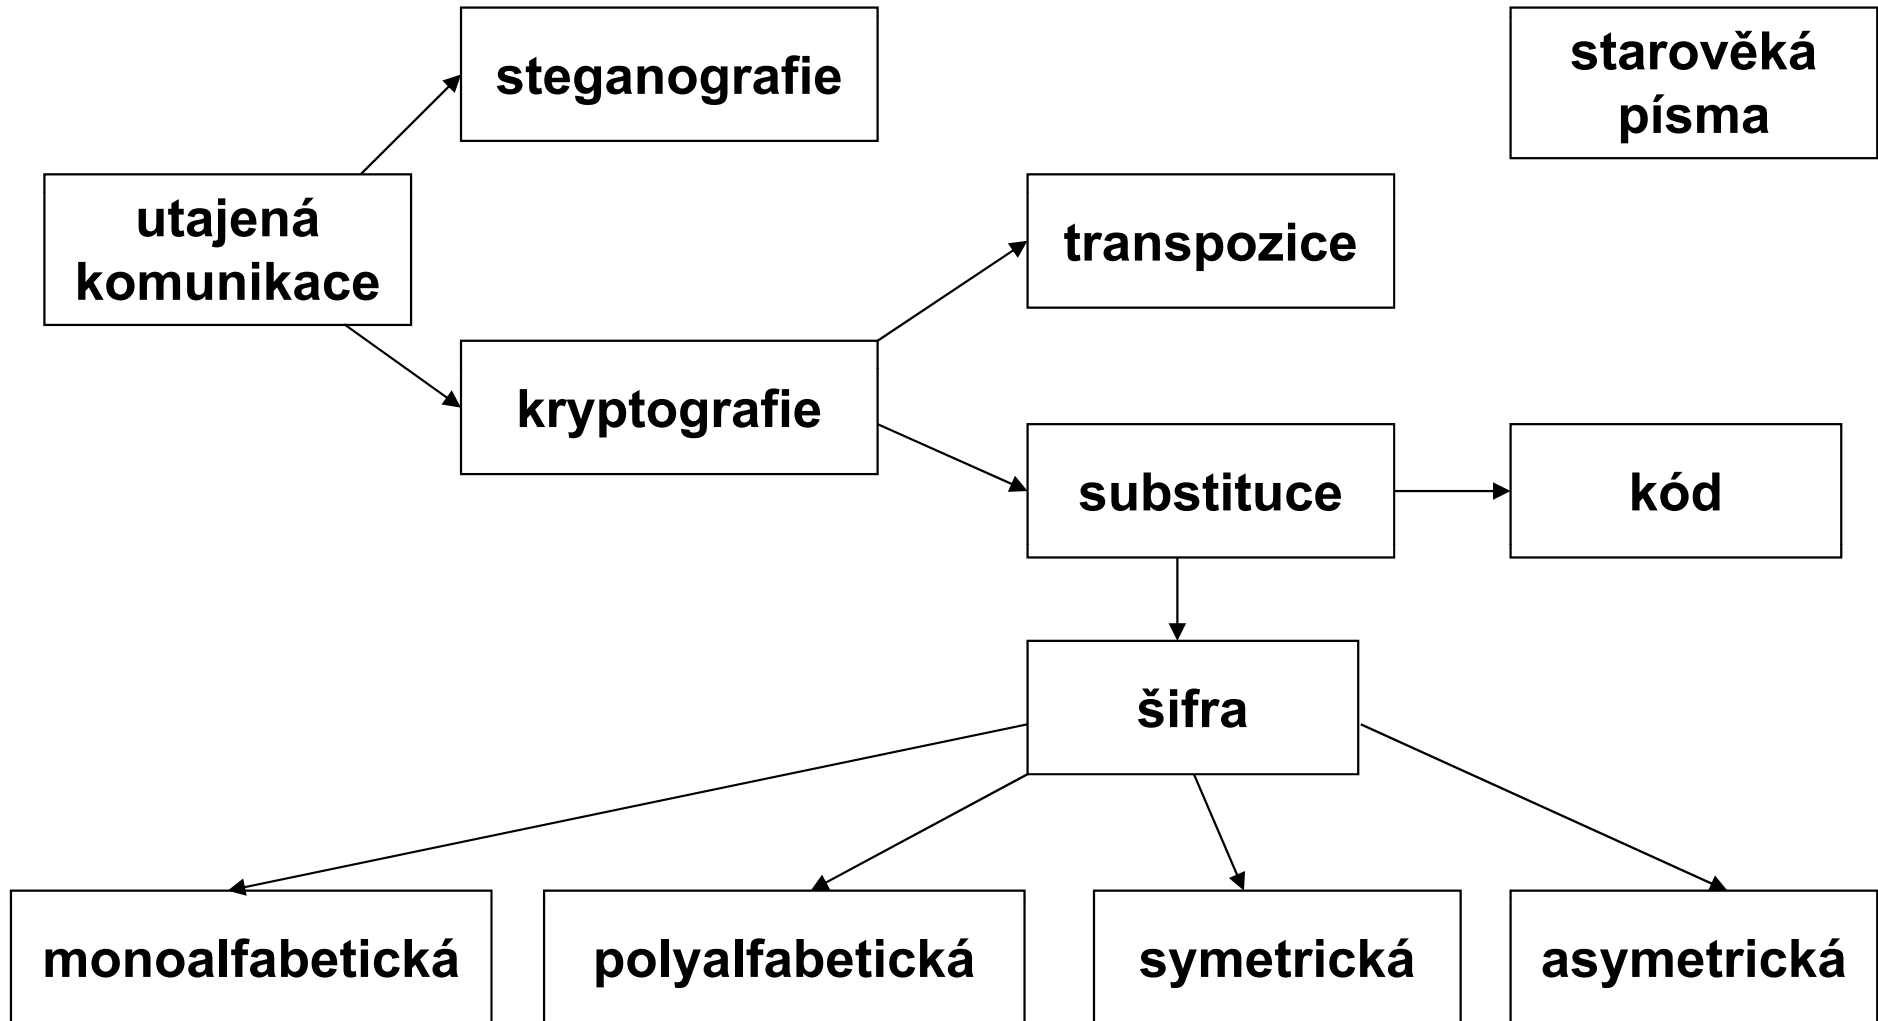 steganografie
starověká
písma
utajená
komunikace
transpozice
kryptografie
substituce
kód
šifra
monoalfabetická
polyalfabetická
symetrická
asymetrická